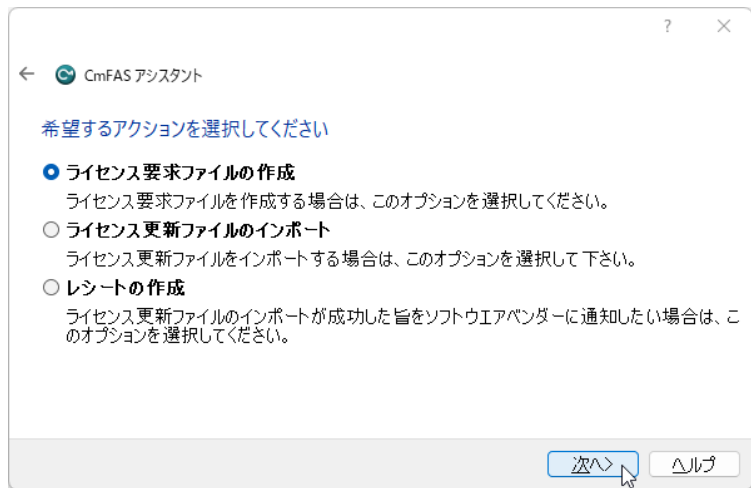 ?
CmFAS アシスタント
希望するアクションを選択してください
ライセンス要求ファイルの作成
ライセンス要求ファイルを作成する場合は、このオプションを選択してください。
ライセンス更新ファイルのインポート
ライセンス更新ファイルをインポートする場合は、このオプションを選択して下さい。
レシートの作成
ライセンス更新ファイルのインポートが成功した旨をソフトウエアベンダーに通知したい場合は、こ
のオプションを選択してください。
次へ> ヘルプ